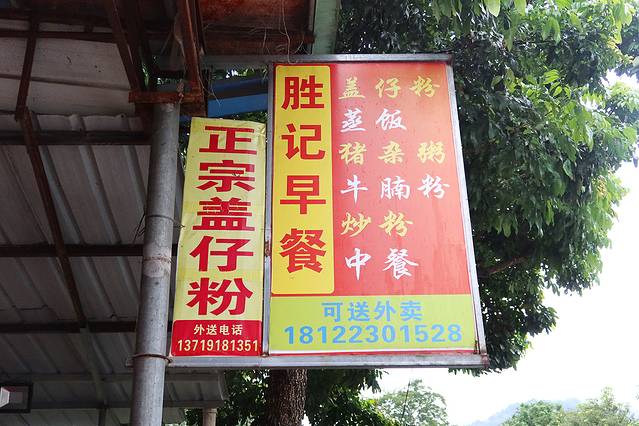 正宗盖仔粉
外送电话
13719181351
胜记早餐
盖仔粉
蒸饭
猪杂粥
牛腩粉
炒粉
中餐
可送外卖
18122301528